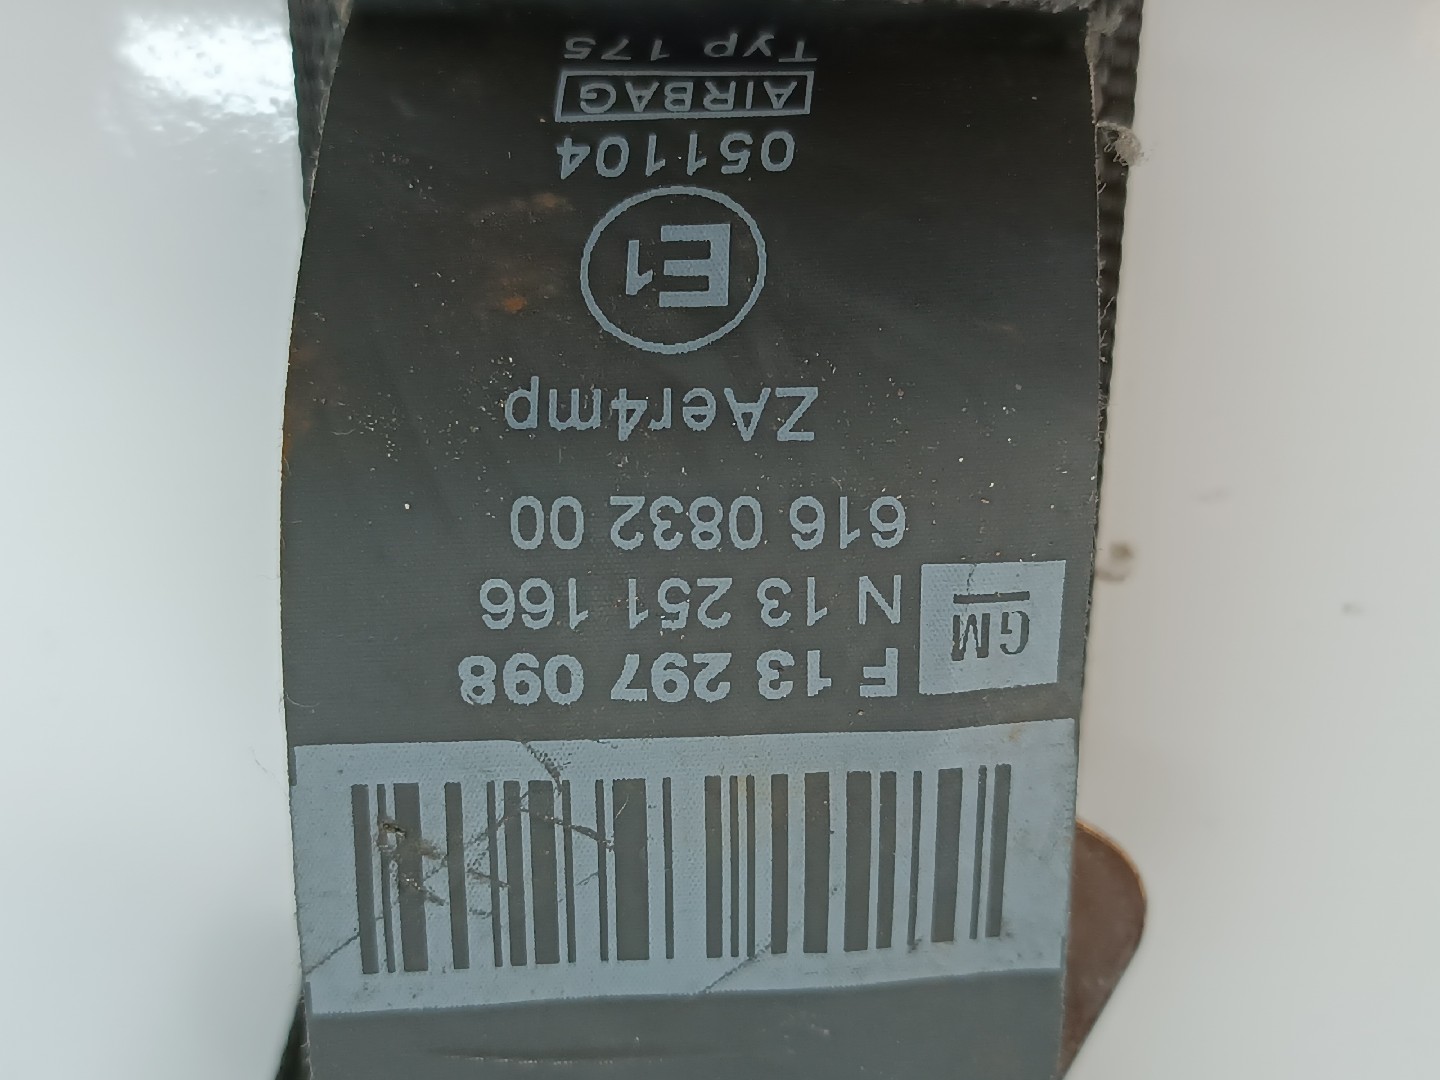 F 13 297 098
GM
N 13 251 166
616 0832 00
ZAer4mp
E1
051104
AIRBAG
Typ 175